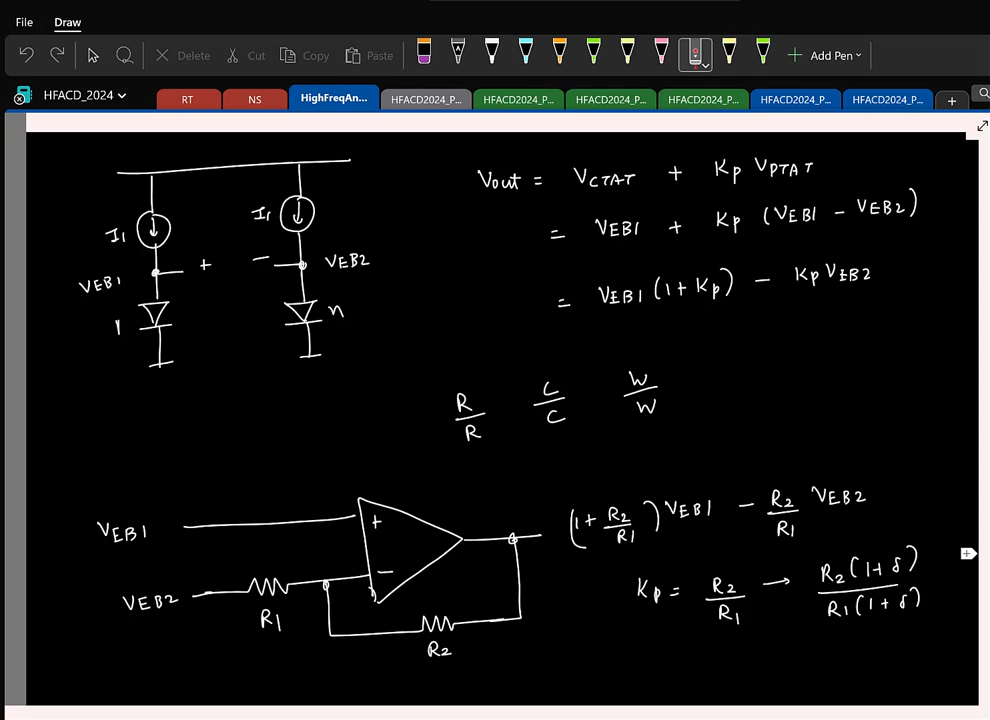 File Draw
Delete Cut Copy Paste A Add Pen
HFACD_2024 RT NS HighFreqAn... HFACD2024_P... HFACD2024_P... HFACD2024_P... HFACD2024_P... HFACD2024_P... HFACD2024_P... +
Vout = VCTAT + Kp VPTAT
I1 I1
= VEB1 + Kp (VEB1 - VEB2)
VEB1 + - VEB2
= VEB1 (1 + Kp) - Kp VEB2
1 n
R/R C/C W/W
VEB1 + (1 + R2/R1) VEB1 - R2/R1 VEB2
VEB2 R1 -
Kp = R2/R1 → R2(1+δ)/R1(1+δ)
R2